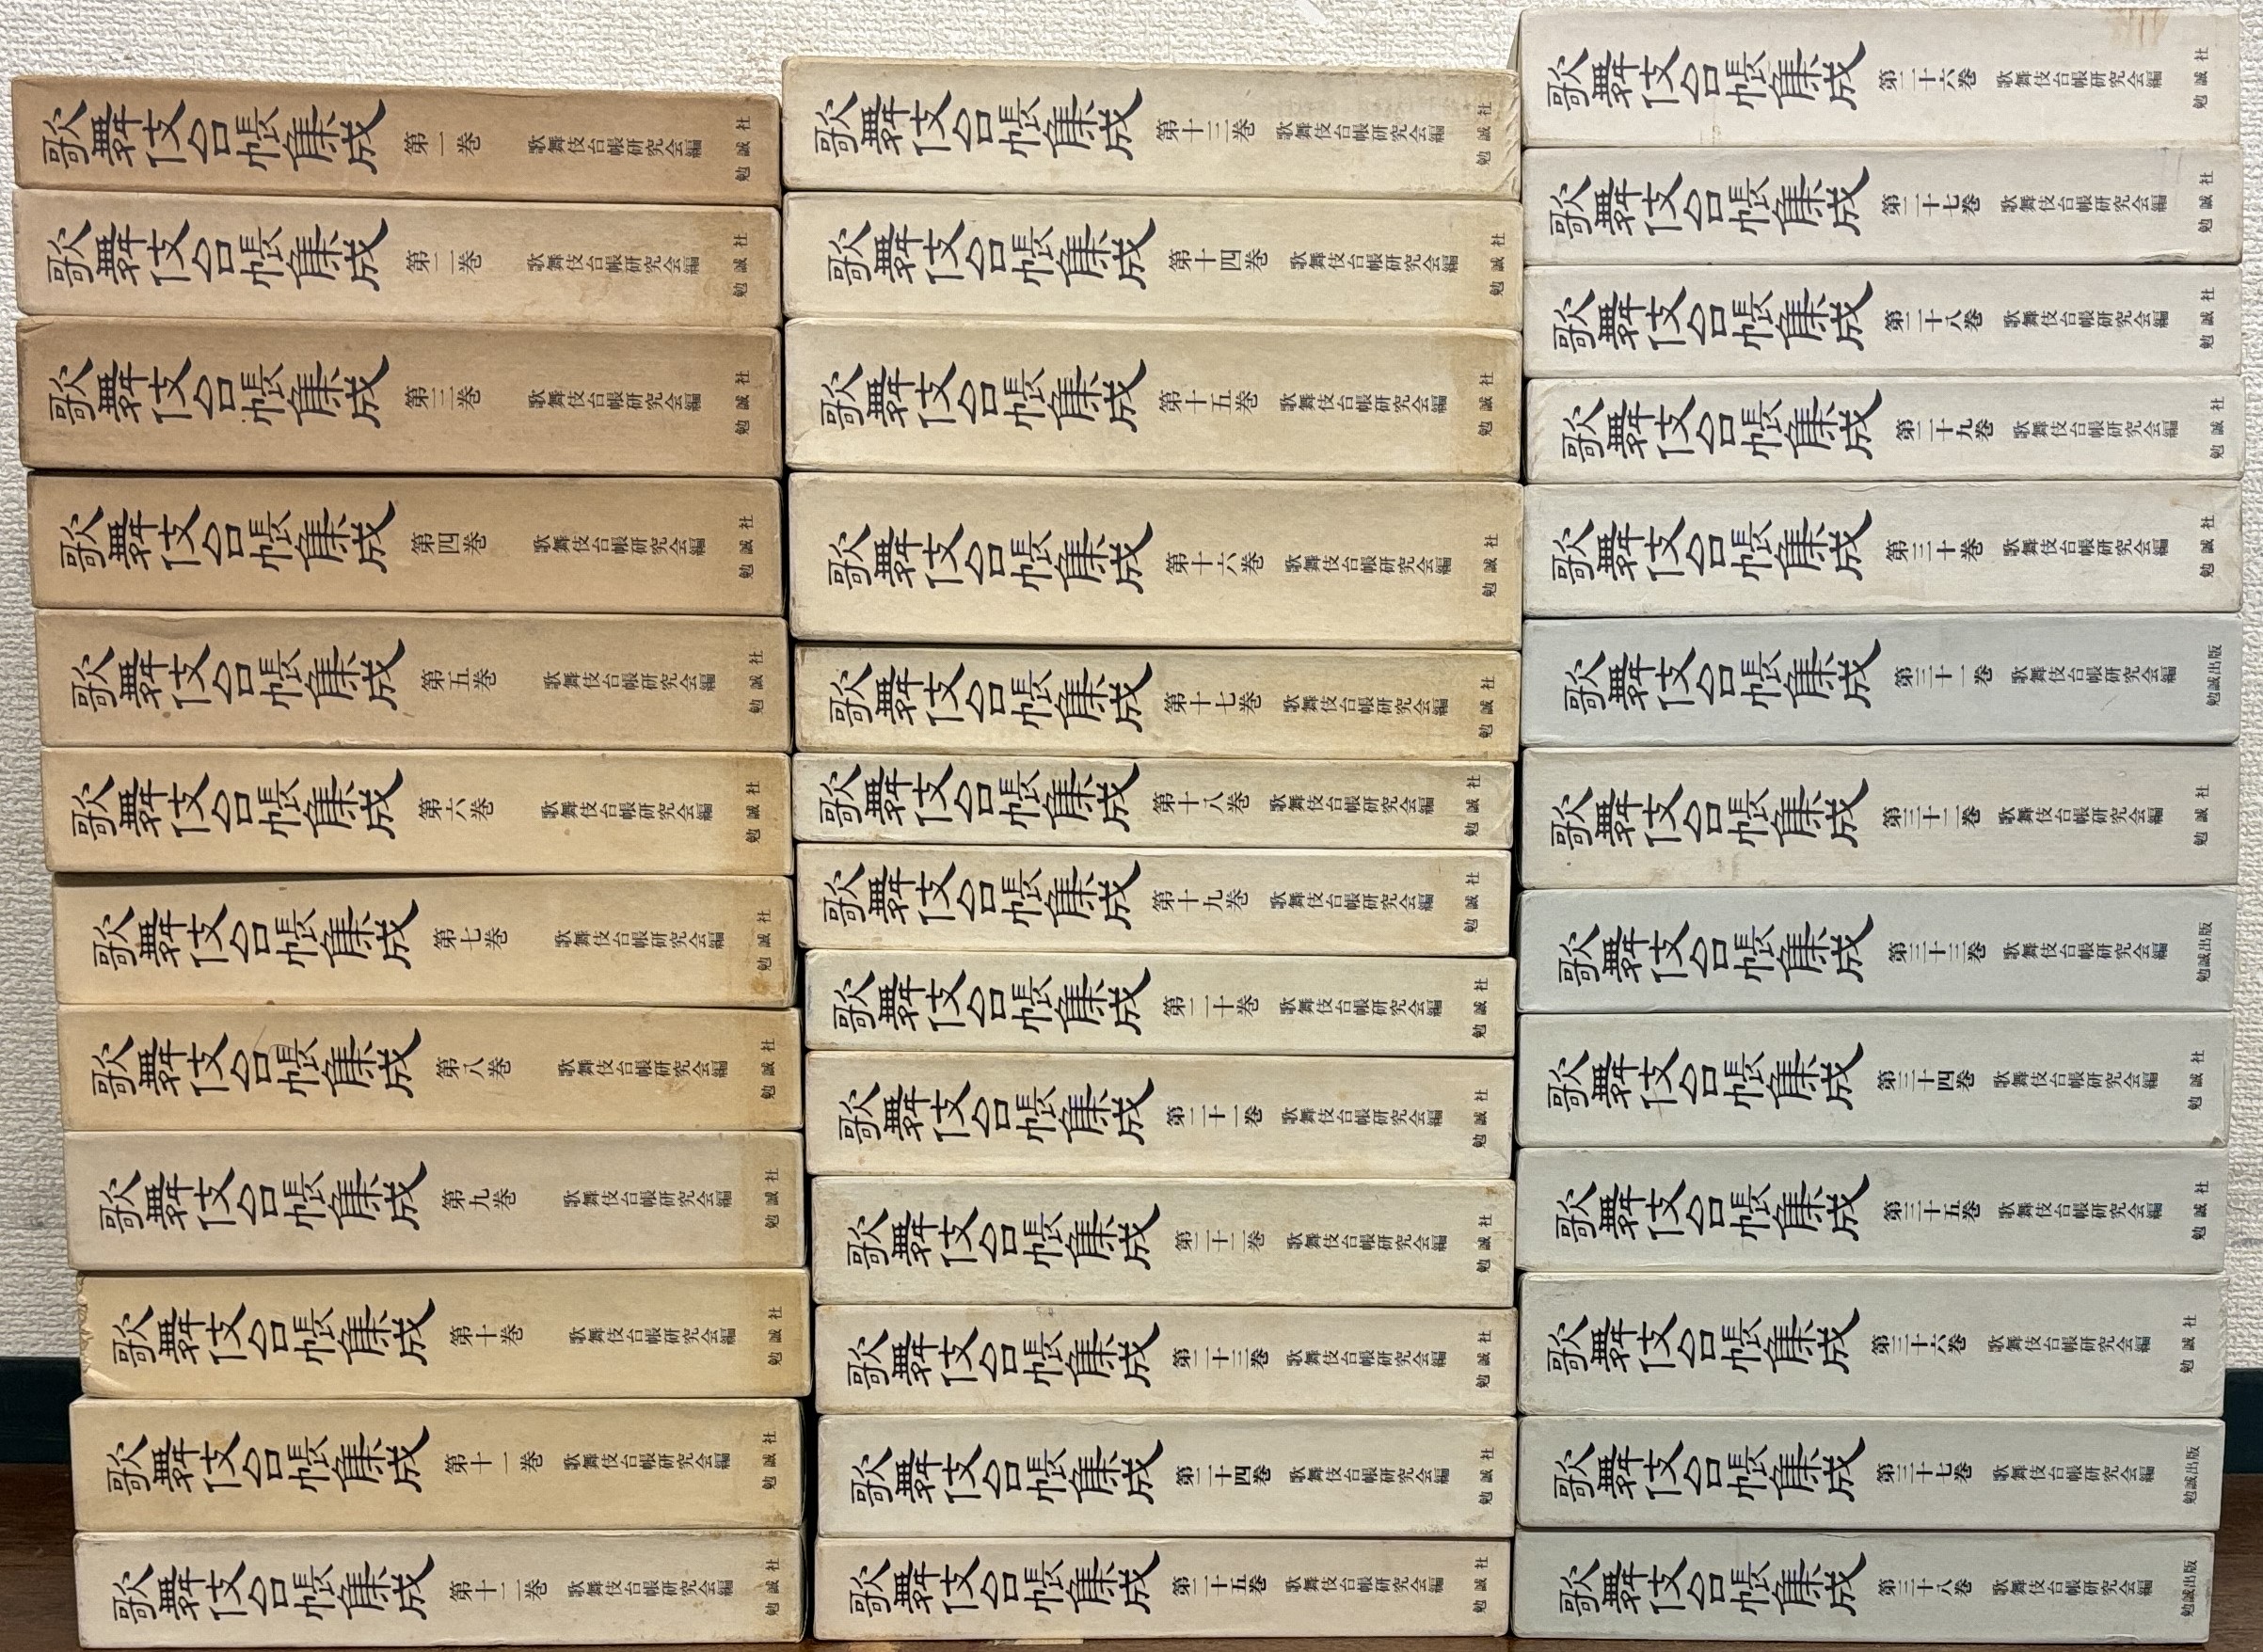 歌舞伎台帳集成 第一巻 歌舞伎台帳研究会編 勉誠社
歌舞伎台帳集成 第二巻 歌舞伎台帳研究会編 勉誠社
歌舞伎台帳集成 第三巻 歌舞伎台帳研究会編 勉誠社
歌舞伎台帳集成 第四巻 歌舞伎台帳研究会編 勉誠社
歌舞伎台帳集成 第五巻 歌舞伎台帳研究会編 勉誠社
歌舞伎台帳集成 第六巻 歌舞伎台帳研究会編 勉誠社
歌舞伎台帳集成 第七巻 歌舞伎台帳研究会編 勉誠社
歌舞伎台帳集成 第八巻 歌舞伎台帳研究会編 勉誠社
歌舞伎台帳集成 第九巻 歌舞伎台帳研究会編 勉誠社
歌舞伎台帳集成 第十巻 歌舞伎台帳研究会編 勉誠社
歌舞伎台帳集成 第十一巻 歌舞伎台帳研究会編 勉誠社
歌舞伎台帳集成 第十二巻 歌舞伎台帳研究会編 勉誠社
歌舞伎台帳集成 第十三巻 歌舞伎台帳研究会編 勉誠社
歌舞伎台帳集成 第十四巻 歌舞伎台帳研究会編 勉誠社
歌舞伎台帳集成 第十五巻 歌舞伎台帳研究会編 勉誠社
歌舞伎台帳集成 第十六巻 歌舞伎台帳研究会編 勉誠社
歌舞伎台帳集成 第十七巻 歌舞伎台帳研究会編 勉誠社
歌舞伎台帳集成 第十八巻 歌舞伎台帳研究会編 勉誠社
歌舞伎台帳集成 第十九巻 歌舞伎台帳研究会編 勉誠社
歌舞伎台帳集成 第二十巻 歌舞伎台帳研究会編 勉誠社
歌舞伎台帳集成 第二十一巻 歌舞伎台帳研究会編 勉誠社
歌舞伎台帳集成 第二十二巻 歌舞伎台帳研究会編 勉誠社
歌舞伎台帳集成 第二十三巻 歌舞伎台帳研究会編 勉誠社
歌舞伎台帳集成 第二十四巻 歌舞伎台帳研究会編 勉誠社
歌舞伎台帳集成 第二十五巻 歌舞伎台帳研究会編 勉誠社
歌舞伎台帳集成 第二十六巻 歌舞伎台帳研究会編 勉誠社
歌舞伎台帳集成 第二十七巻 歌舞伎台帳研究会編 勉誠社
歌舞伎台帳集成 第二十八巻 歌舞伎台帳研究会編 勉誠社
歌舞伎台帳集成 第二十九巻 歌舞伎台帳研究会編 勉誠社
歌舞伎台帳集成 第三十巻 歌舞伎台帳研究会編 勉誠社
歌舞伎台帳集成 第三十一巻 歌舞伎台帳研究会編 勉誠出版
歌舞伎台帳集成 第三十二巻 歌舞伎台帳研究会編 勉誠社
歌舞伎台帳集成 第三十三巻 歌舞伎台帳研究会編 勉誠出版
歌舞伎台帳集成 第三十四巻 歌舞伎台帳研究会編 勉誠社
歌舞伎台帳集成 第三十五巻 歌舞伎台帳研究会編 勉誠社
歌舞伎台帳集成 第三十六巻 歌舞伎台帳研究会編 勉誠社
歌舞伎台帳集成 第三十七巻 歌舞伎台帳研究会編 勉誠出版
歌舞伎台帳集成 第三十八巻 歌舞伎台帳研究会編 勉誠出版